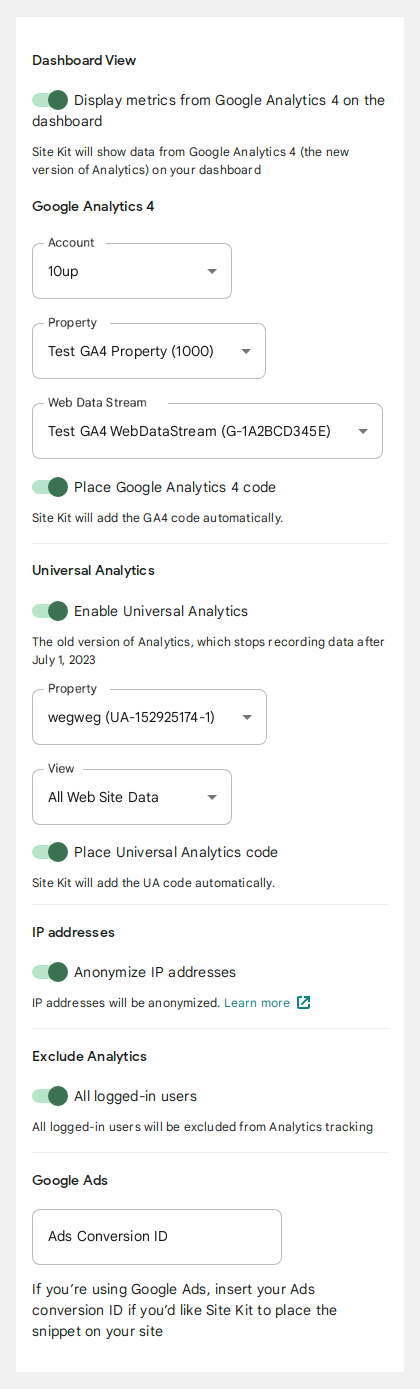 Dashboard View
Display metrics from Google Analytics 4 on the
dashboard
Site Kit will show data from Google Analytics 4 (the new
version of Analytics) on your dashboard
Google Analytics 4
Account
10up
Property
Test GA4 Property (1000)
Web Data Stream
Test GA4 WebDataStream (G-1A2BCD345E)
Place Google Analytics 4 code
Site Kit will add the GA4 code automatically.
Universal Analytics
Enable Universal Analytics
The old version of Analytics, which stops recording data after
July 1, 2023
Property
wegweg (UA-152925174-1)
View
All Web Site Data
Place Universal Analytics code
Site Kit will add the UA code automatically.
IP addresses
Anonymize IP addresses
IP addresses will be anonymized. Learn more
Exclude Analytics
All logged-in users
All logged-in users will be excluded from Analytics tracking
Google Ads
Ads Conversion ID
If you’re using Google Ads, insert your Ads
conversion ID if you’d like Site Kit to place the
snippet on your site